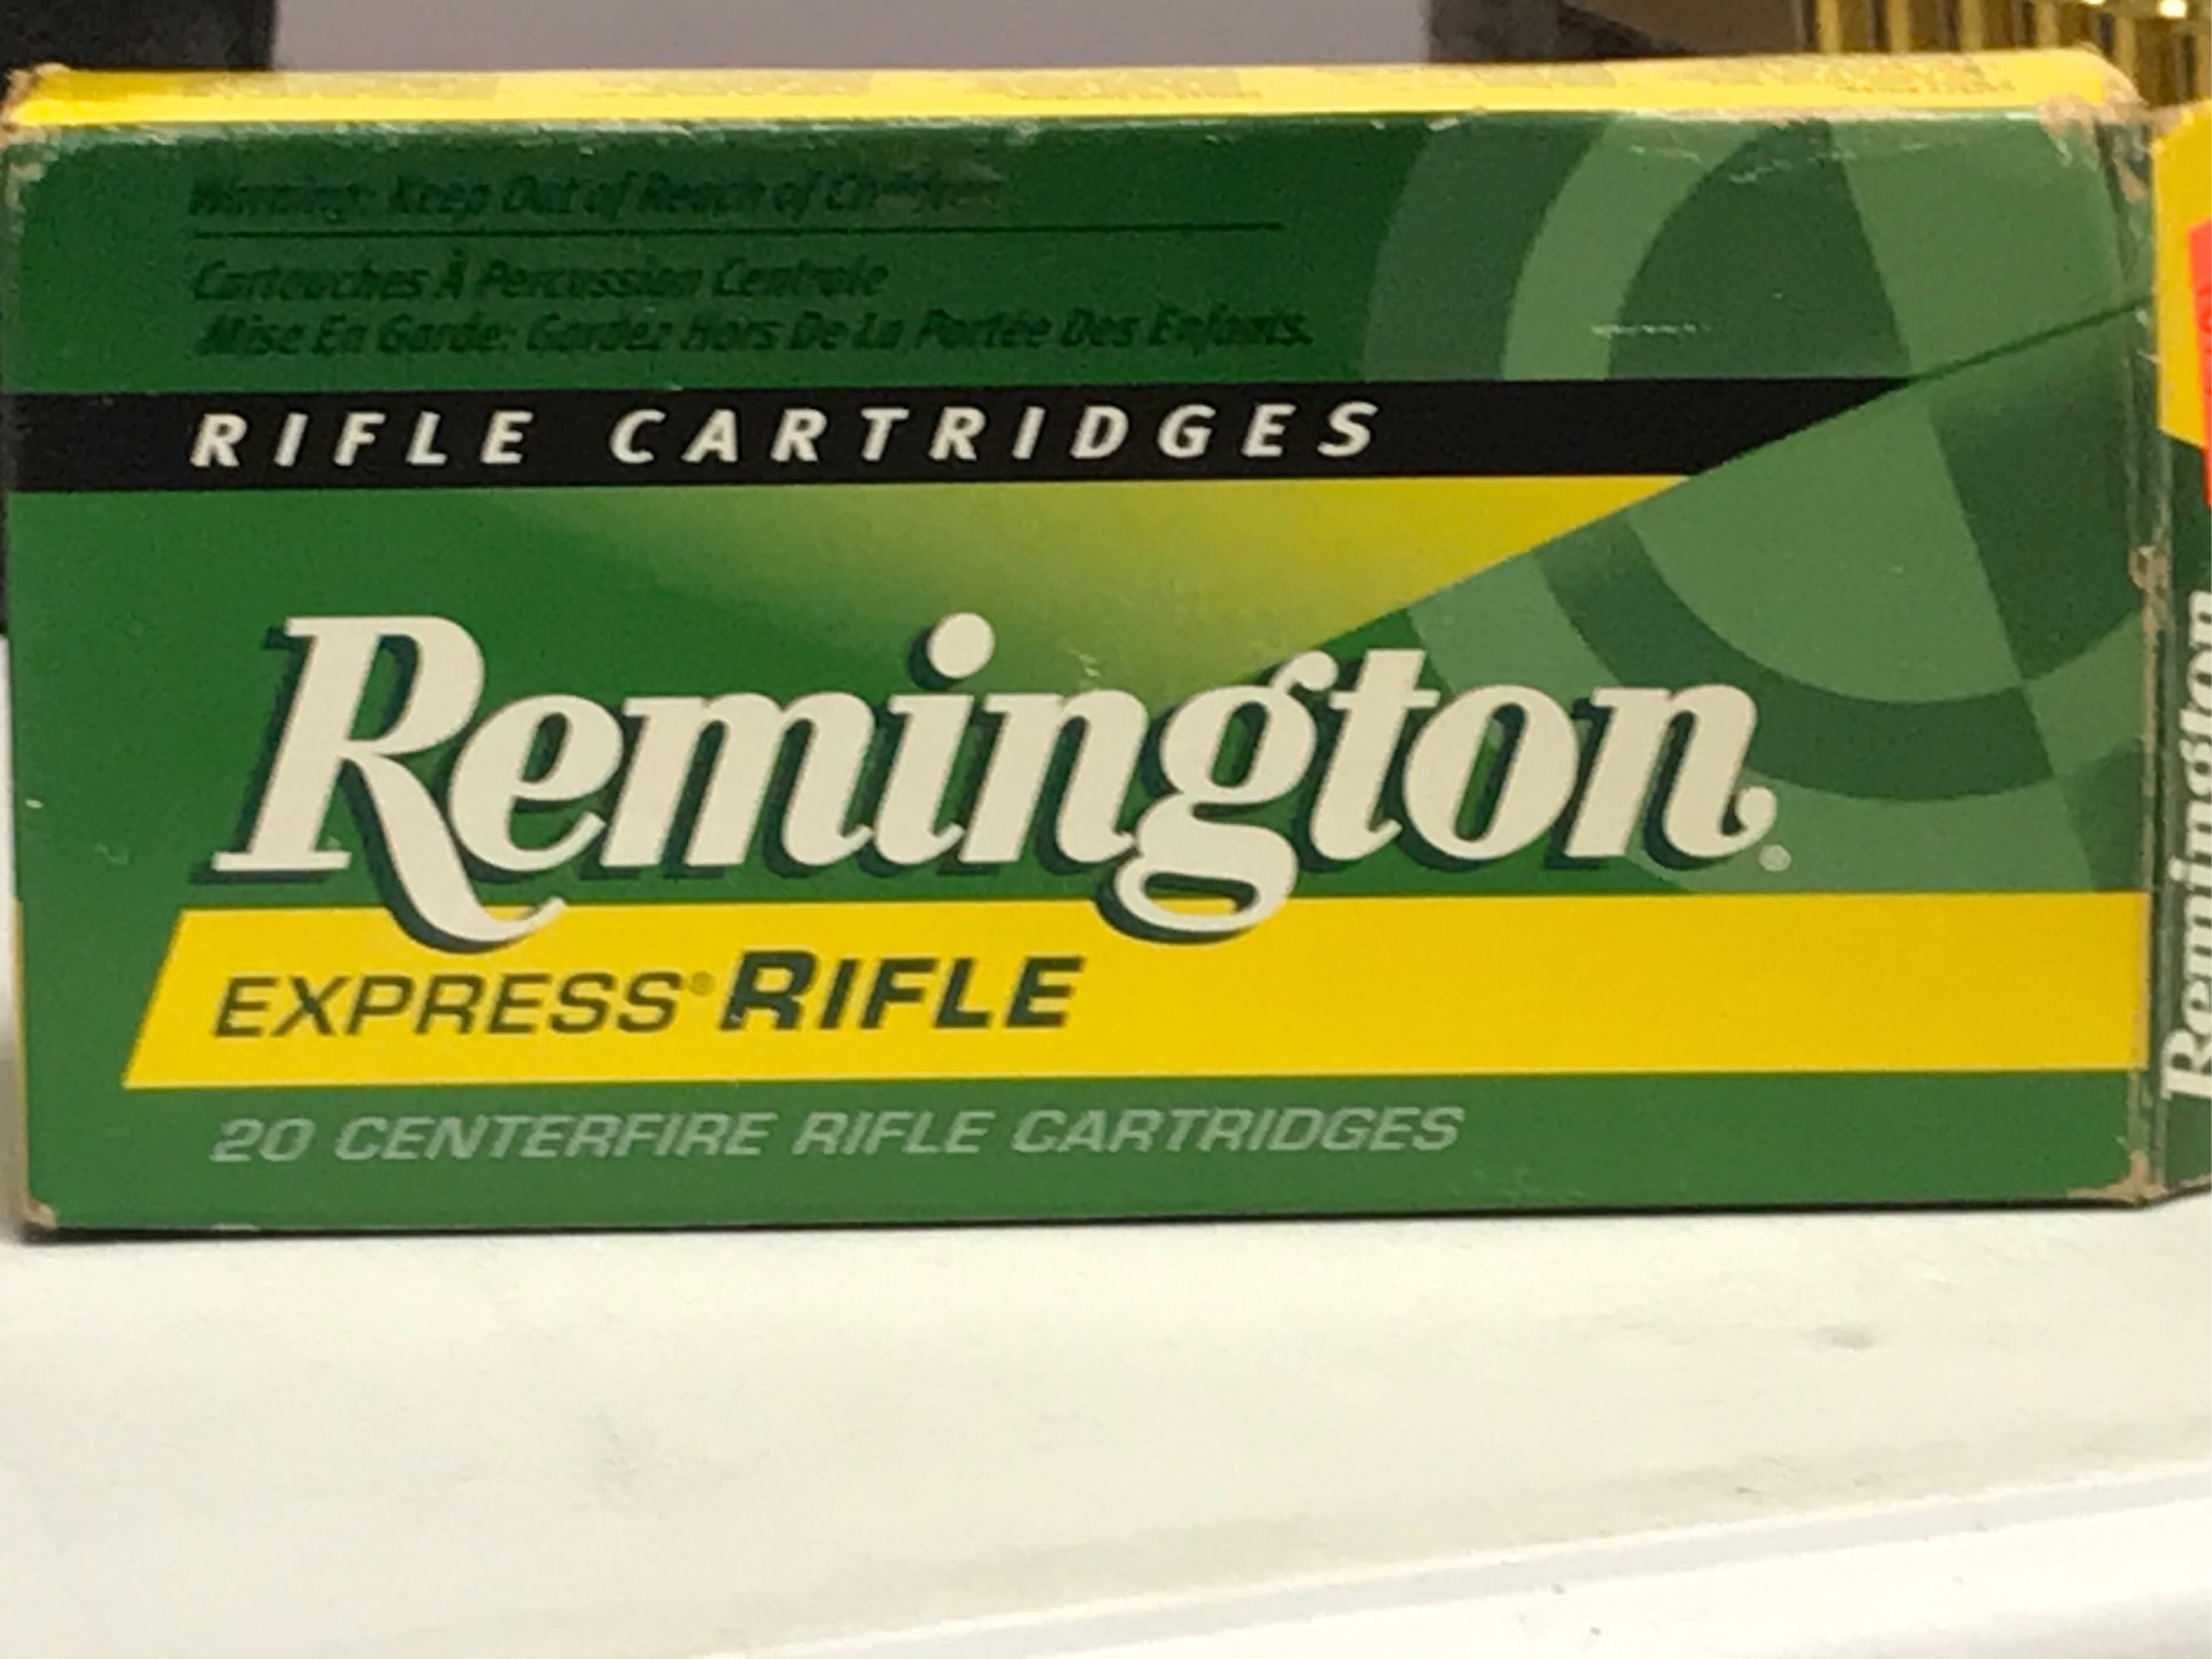 Warning: Keep Out of Reach of Children
Cartouches À Percussion Centrale
Mise En Garde: Gardez Hors De La Portée Des Enfants.
RIFLE CARTRIDGES
Remington®
EXPRESS® RIFLE
20 CENTERFIRE RIFLE CARTRIDGES
Remington